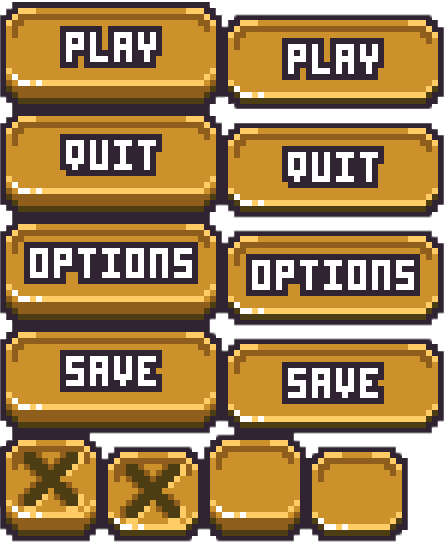 PLAY PLAY
QUIT QUIT
OPTIONS OPTIONS
SAVE SAVE
X X